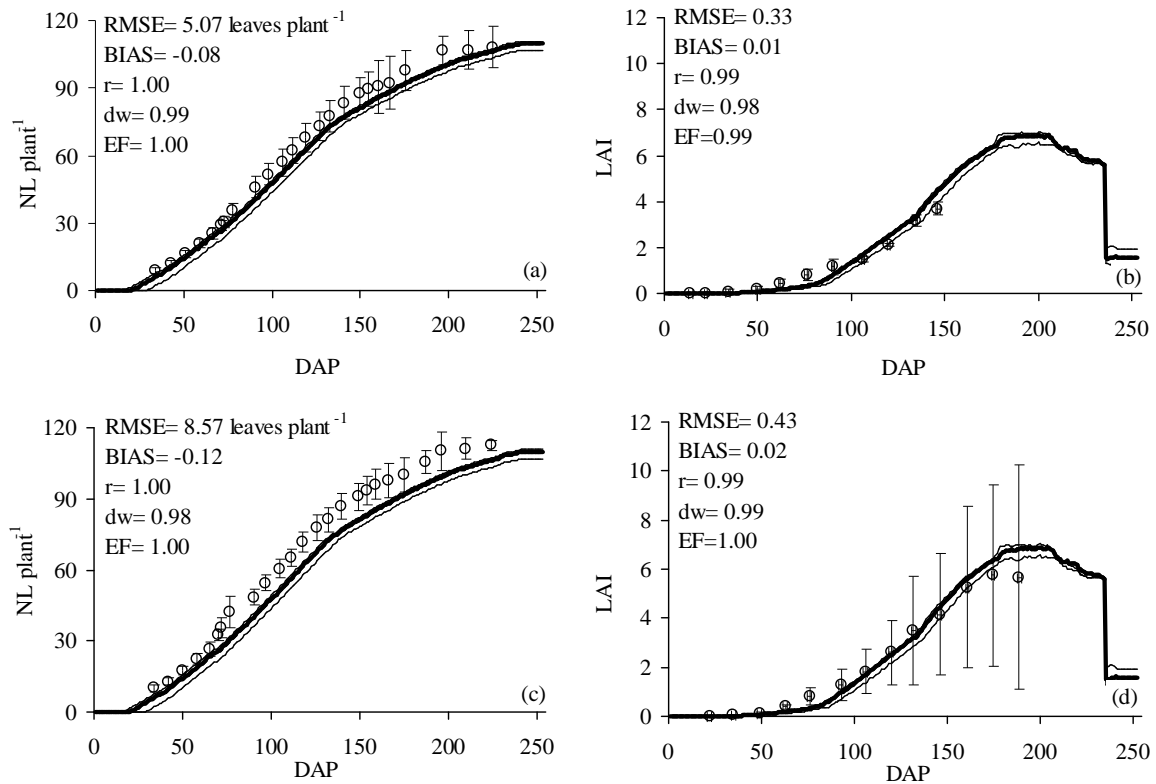 RMSE= 5.07 leaves plant-1
BIAS= -0.08
r= 1.00
dw= 0.99
EF= 1.00
120
90
60
30
0
NL plant-1
0 50 100 150 200 250
DAP
(a)
RMSE= 0.33
BIAS= 0.01
r= 0.99
dw= 0.98
EF=0.99
12
10
8
6
4
2
0
LAI
0 50 100 150 200 250
DAP
(b)
RMSE= 8.57 leaves plant-1
BIAS= -0.12
r= 1.00
dw= 0.98
EF= 1.00
120
90
60
30
0
NL plant-1
0 50 100 150 200 250
DAP
(c)
RMSE= 0.43
BIAS= 0.02
r= 0.99
dw= 0.99
EF=1.00
12
10
8
6
4
2
0
LAI
0 50 100 150 200 250
DAP
(d)